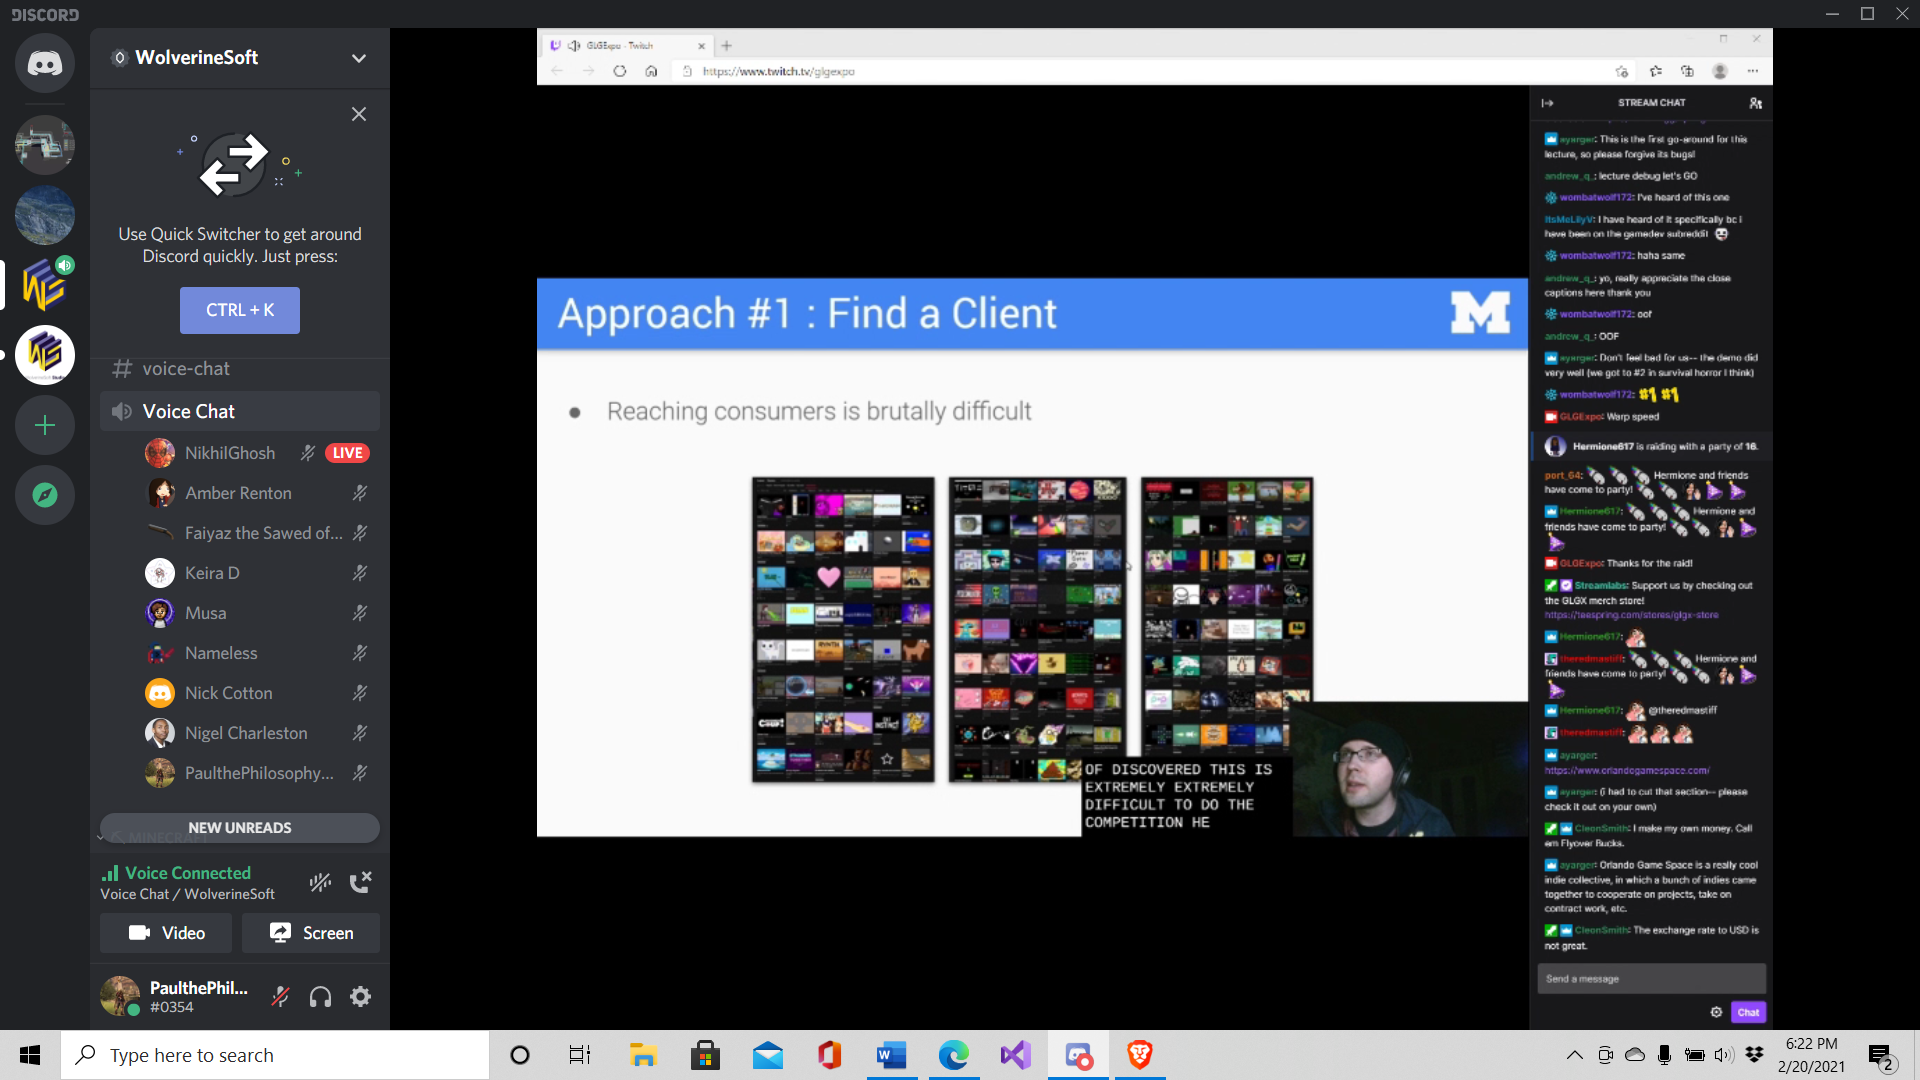 DISCORD
WolverineSoft
Use Quick Switcher to get around
Discord quickly. Just press:
CTRL + K
voice-chat
Voice Chat
NikhilGhosh
LIVE
Amber Renton
Faiyaz the Sawed of...
Keira D
Musa
Nameless
Nick Cotton
Nigel Charleston
PaulthePhilosophy...
NEW UNREADS
MINECRAFT
Voice Connected
Voice Chat / WolverineSoft
Video
Screen
PaulthePhil...
#0354
GLGExpo - Twitch
https://www.twitch.tv/glgexpo
Approach #1 : Find a Client
M
● Reaching consumers is brutally difficult
OF DISCOVERED THIS IS
EXTREMELY EXTREMELY
DIFFICULT TO DO THE
COMPETITION HE
STREAM CHAT
ayarger: This is the first go-around for this
lecture, so please forgive its bugs!
andrew_q_: lecture debug let's GO
wombatwolf172: I've heard of this one
ItsMeLilyV: I have heard of it specifically bc i
have been on the gamedev subreddit
wombatwolf172: haha same
andrew_q_: yo, really appreciate the close
captions here thank you
wombatwolf172: oof
andrew_q_: OOF
ayarger: Don't feel bad for us-- the demo did
very well (we got to #2 in survival horror I think)
wombatwolf172: #1 #1
GLGExpo: Warp speed
Hermione617 is raiding with a party of 16.
port_64: Hermione and friends
have come to party!
Hermione617: Hermione and
friends have come to party!
GLGExpo: Thanks for the raid!
Streamlabs: Support us by checking out
the GLGX merch store!
https://teespring.com/stores/glgx-store
Hermione617:
theredmastiff: Hermione and
friends have come to party!
Hermione617: @theredmastiff
theredmastiff:
ayarger:
https://www.orlandogamespace.com/
ayarger: (i had to cut that section-- please
check it out on your own)
CleonSmith: I make my own money. Call
em Flyover Bucks.
ayarger: Orlando Game Space is a really cool
indie collective, in which a bunch of indies came
together to cooperate on projects, take on
contract work, etc.
CleonSmith: The exchange rate to USD is
not great.
Send a message
Chat
Type here to search
6:22 PM
2/20/2021
2